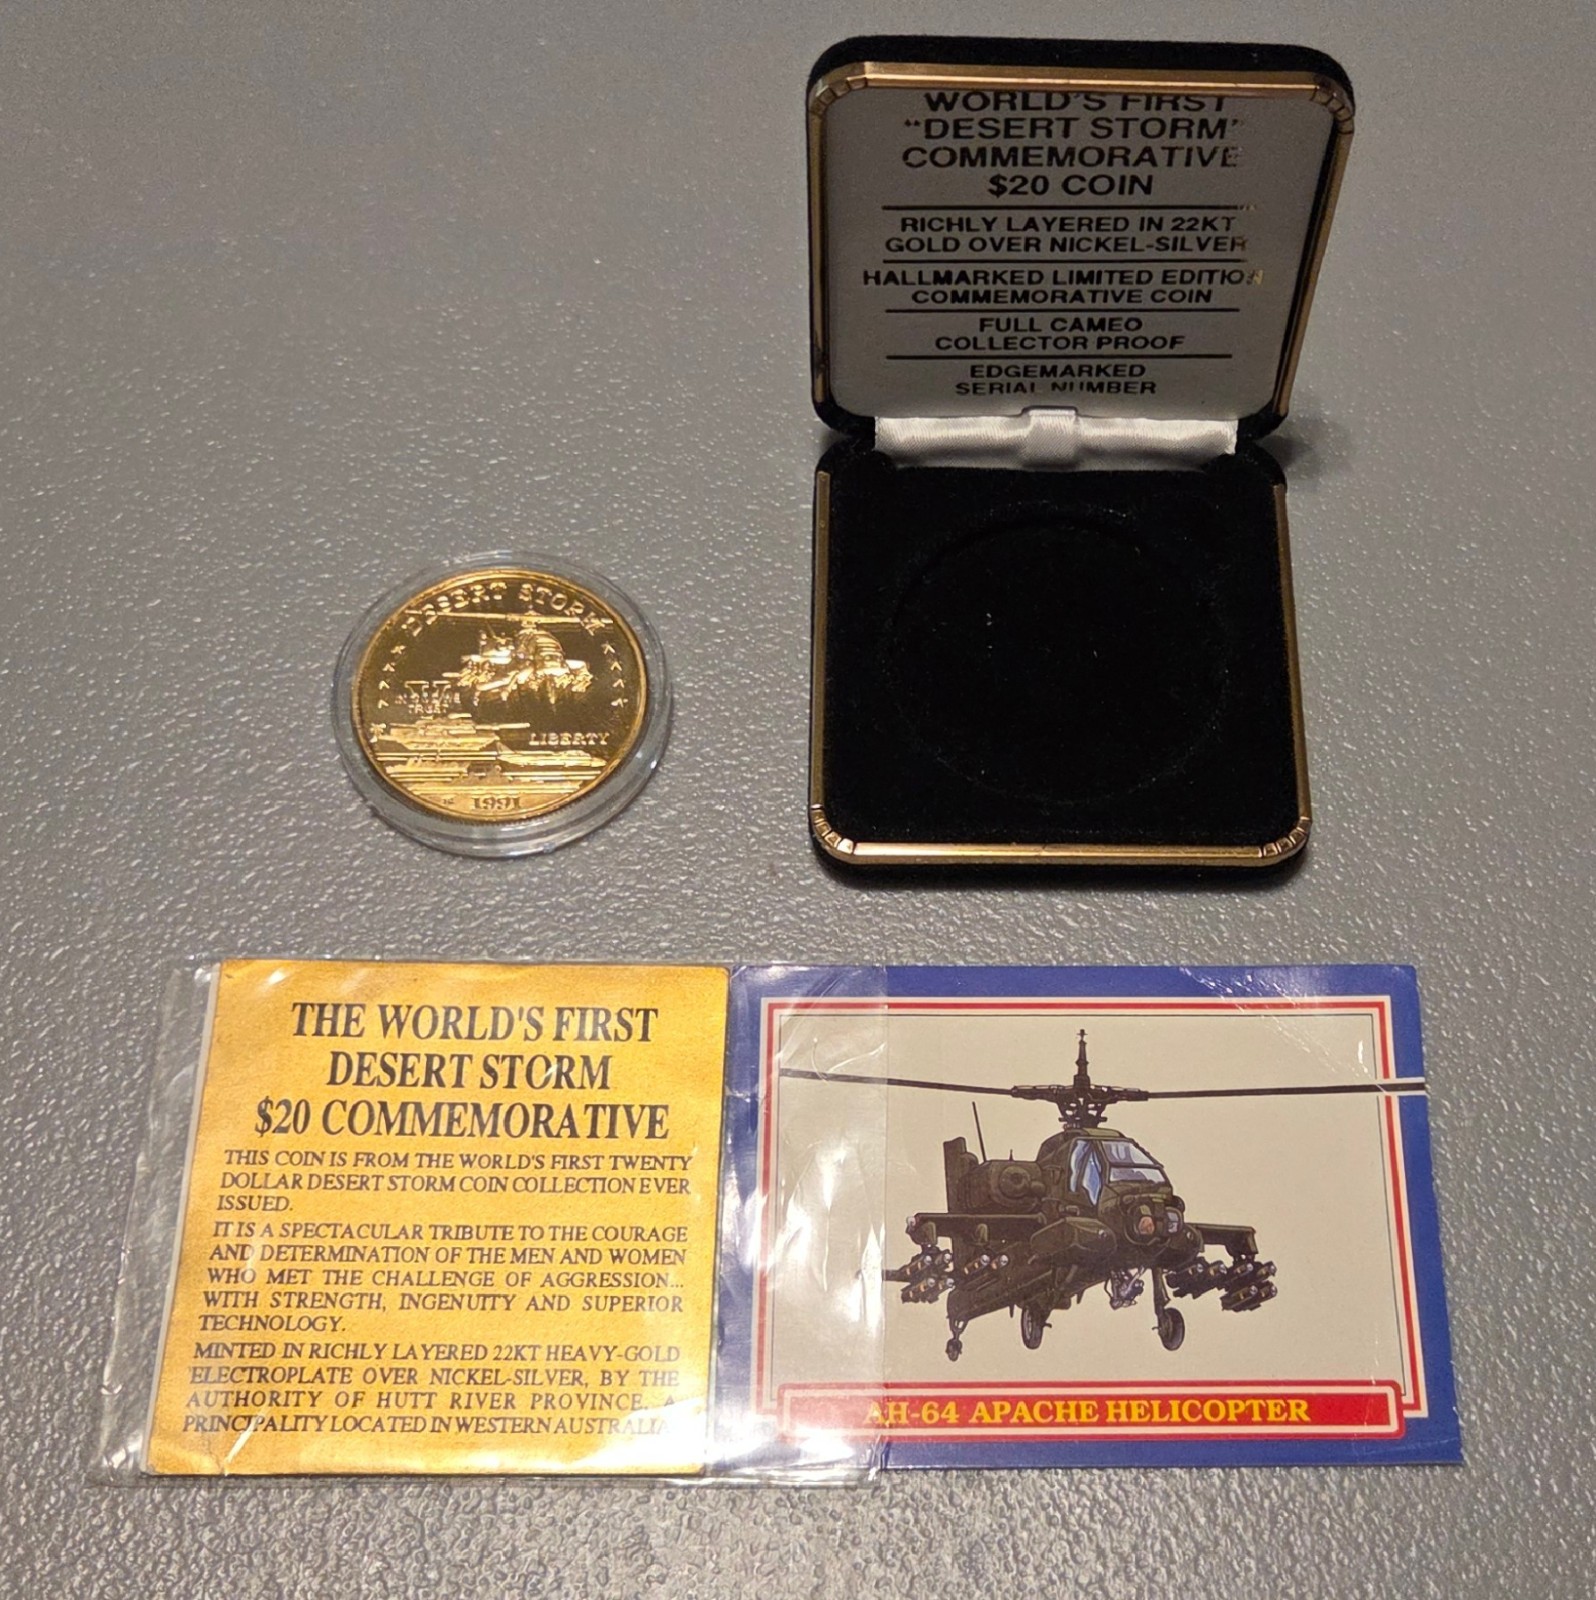 WORLD'S FIRST
"DESERT STORM"
COMMEMORATIVE
$20 COIN
RICHLY LAYERED IN 22KT
GOLD OVER NICKEL-SILVER
HALLMARKED LIMITED EDITION
COMMEMORATIVE COIN
FULL CAMEO
COLLECTOR PROOF
EDGEMARKED
SERIAL NUMBER
DESERT STORM
V
IN GOD WE
TRUST
LIBERTY
1991
THE WORLD'S FIRST
DESERT STORM
$20 COMMEMORATIVE
THIS COIN IS FROM THE WORLD'S FIRST TWENTY
DOLLAR DESERT STORM COIN COLLECTION EVER
ISSUED.
IT IS A SPECTACULAR TRIBUTE TO THE COURAGE
AND DETERMINATION OF THE MEN AND WOMEN
WHO MET THE CHALLENGE OF AGGRESSION...
WITH STRENGTH, INGENUITY AND SUPERIOR
TECHNOLOGY.
MINTED IN RICHLY LAYERED 22KT HEAVY-GOLD
ELECTROPLATE OVER NICKEL-SILVER, BY THE
AUTHORITY OF HUTT RIVER PROVINCE, A
PRINCIPALITY LOCATED IN WESTERN AUSTRALIA.
AH-64 APACHE HELICOPTER